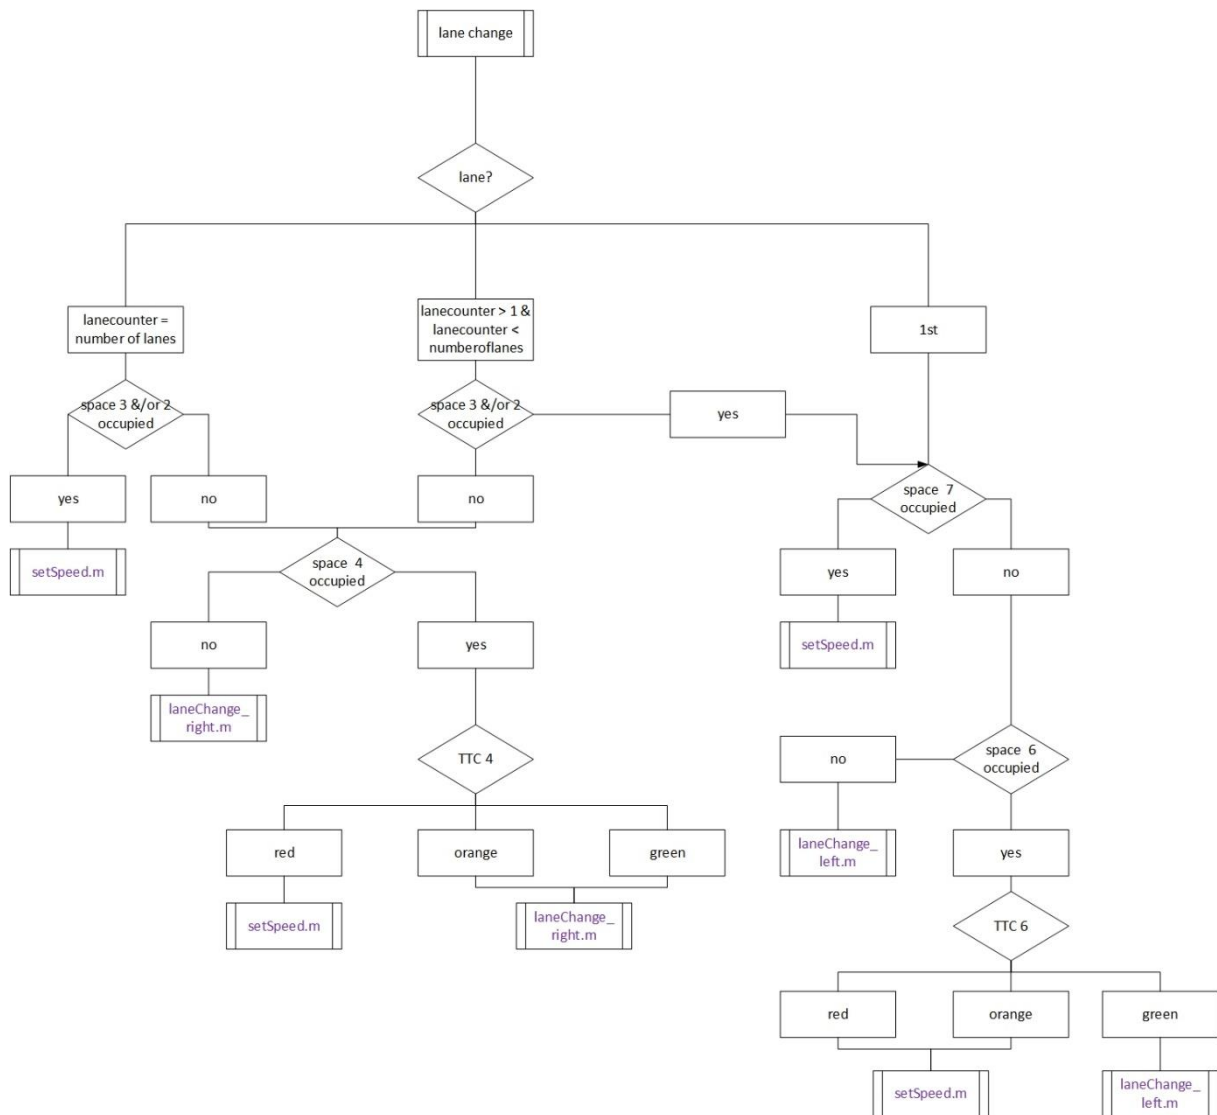 lane change
lane?
lanecounter =
number of lanes
lanecounter > 1 &
lanecounter <
numberoflanes
1st
space 3 &/or 2
occupied
space 3 &/or 2
occupied
yes
yes
no
no
space 7
occupied
setSpeed.m
space 4
occupied
yes
no
no
yes
setSpeed.m
laneChange_
right.m
TTC 4
no
space 6
occupied
red
orange
green
laneChange_
left.m
yes
setSpeed.m
laneChange_
right.m
TTC 6
red
orange
green
setSpeed.m
laneChange_
left.m